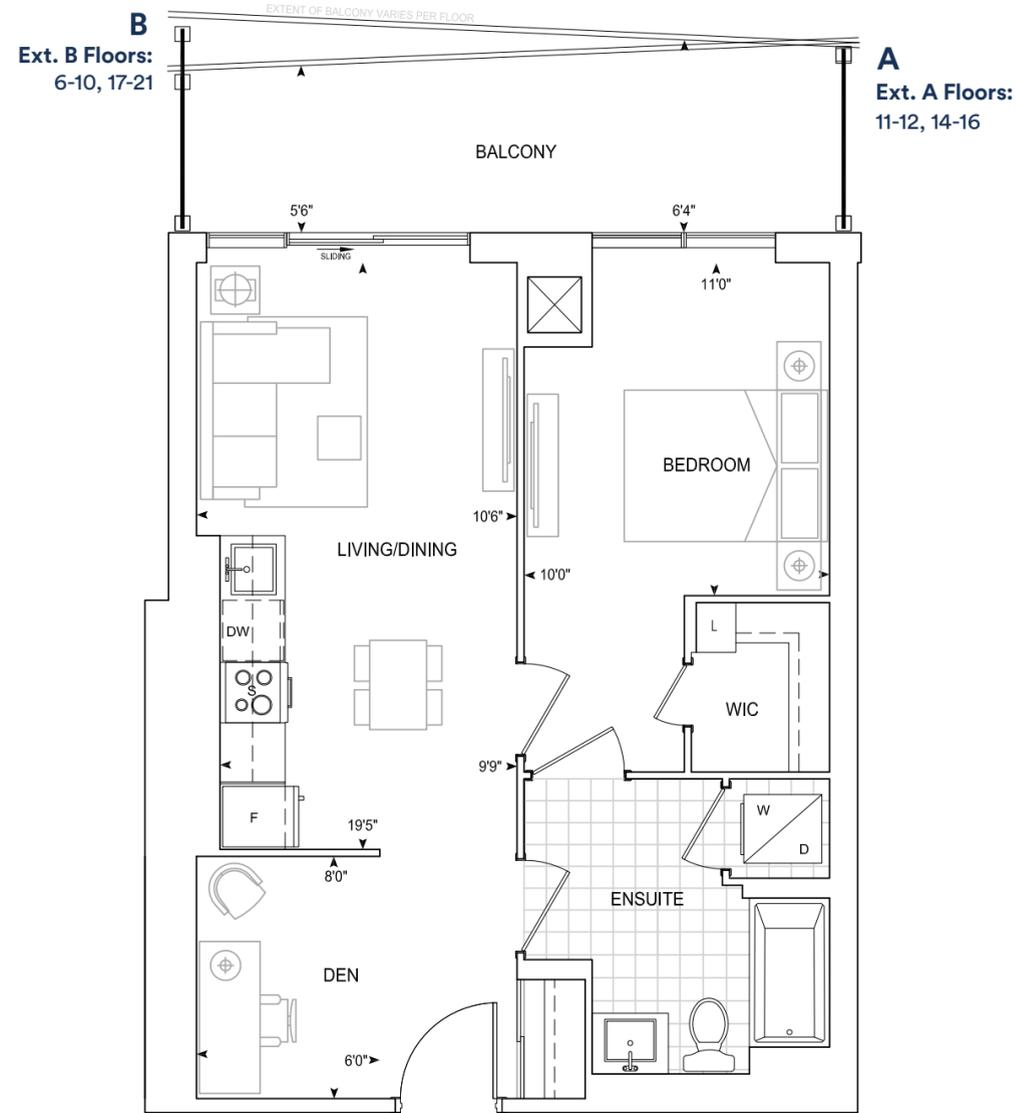 EXTENT OF BALCONY VARIES PER FLOOR
B
Ext. B Floors:
6-10, 17-21
A
Ext. A Floors:
11-12, 14-16
BALCONY
5'6"
6'4"
SLIDING
11'0"
BEDROOM
10'6"
LIVING/DINING
10'0"
DW
L
S
WIC
9'9"
F
W
D
19'5"
8'0"
ENSUITE
DEN
6'0"